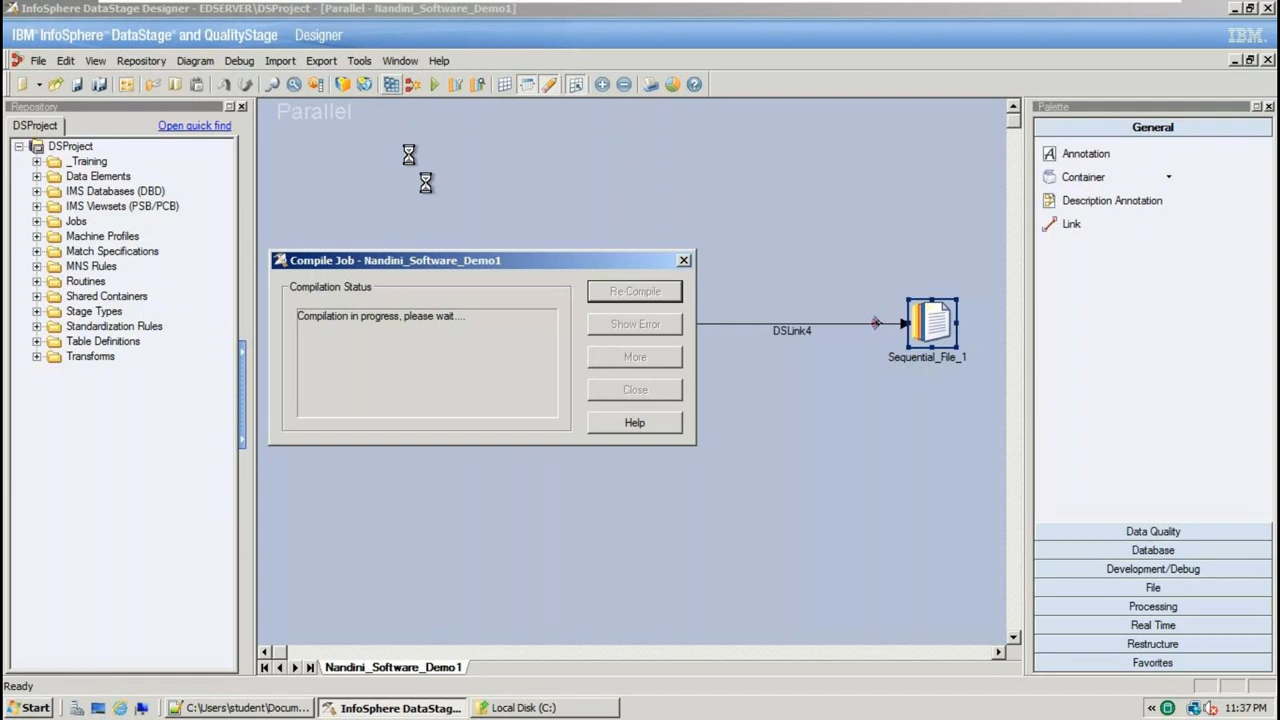 InfoSphere DataStage Designer - EDSERVER\DSProject - [Parallel - Nandini_Software_Demo1]
IBM® InfoSphere™ DataStage® and QualityStage Designer
IBM.
File Edit View Repository Diagram Debug Import Export Tools Window Help
Repository
DSProject
Open quick find
DSProject
_Training
Data Elements
IMS Databases (DBD)
IMS Viewsets (PSB/PCB)
Jobs
Machine Profiles
Match Specifications
MNS Rules
Routines
Shared Containers
Stage Types
Standardization Rules
Table Definitions
Transforms
Parallel
Compile Job - Nandini_Software_Demo1
Compilation Status
Compilation in progress, please wait....
Re-Compile
Show Error
More
Close
Help
DSLink4
Sequential_File_1
Nandini_Software_Demo1
Palette
General
Annotation
Container
Description Annotation
Link
Data Quality
Database
Development/Debug
File
Processing
Real Time
Restructure
Favorites
Ready
Start
C:\Users\student\Docum...
InfoSphere DataStag...
Local Disk (C:)
11:37 PM